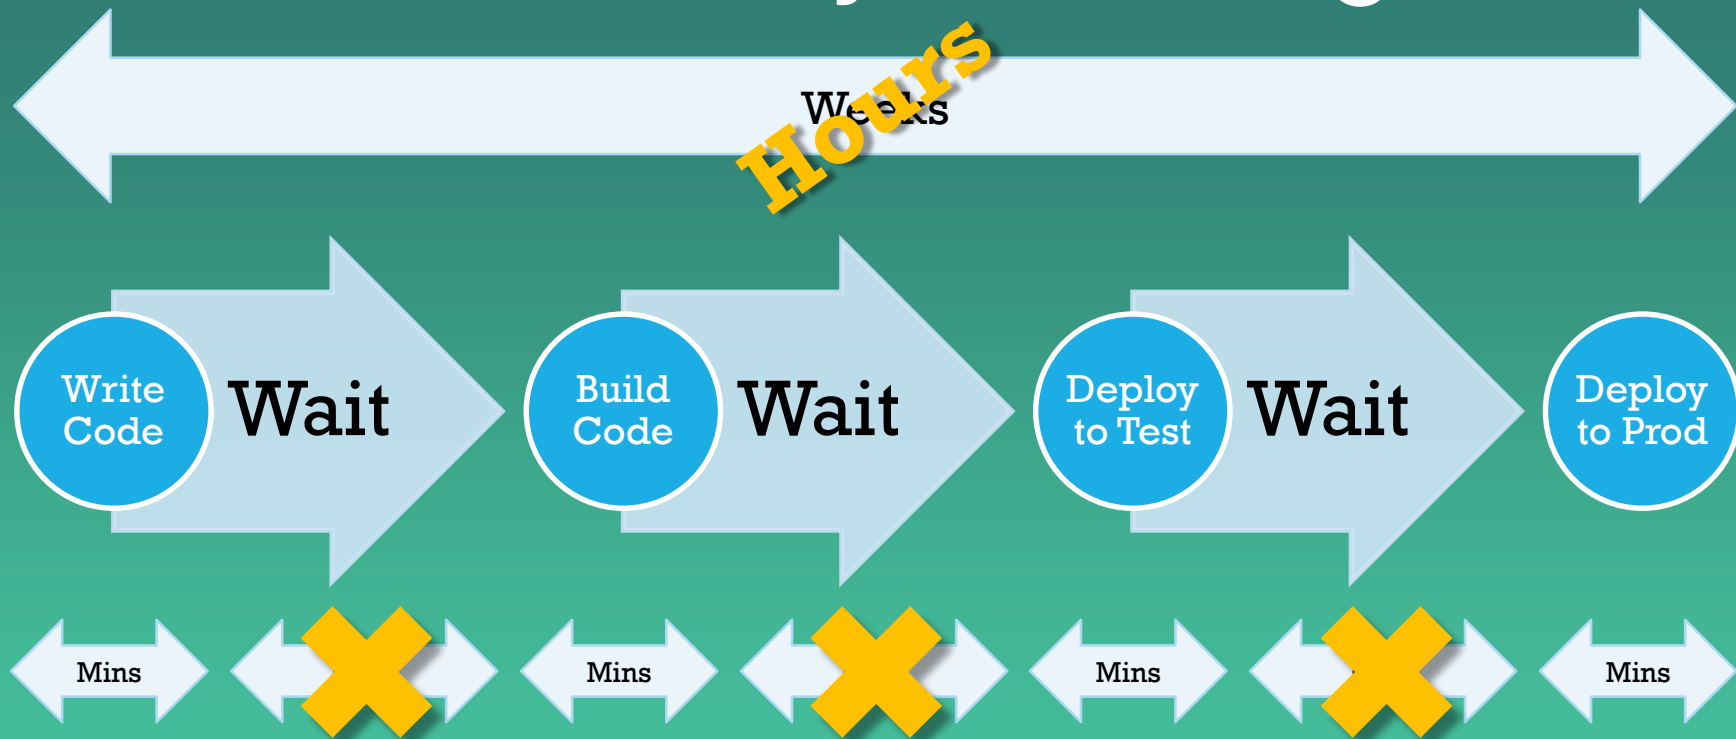 Weeks
Hours
Write
Code
Wait
Build
Code
Wait
Deploy
to Test
Wait
Deploy
to Prod
Mins
Mins
Mins
Mins